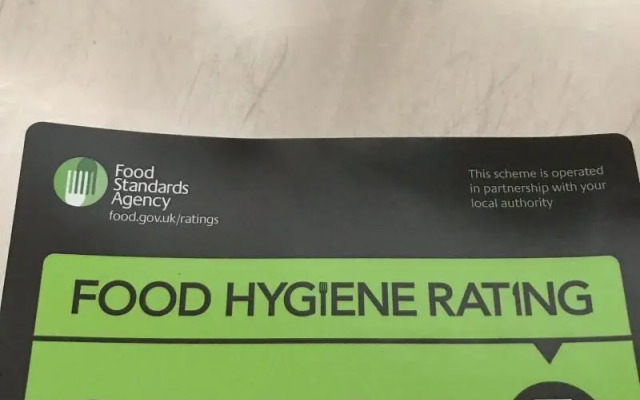 Food
Standards
Agency
food.gov.uk/ratings
This scheme is operated
in partnership with your
local authority
FOOD HYGIENE RATING